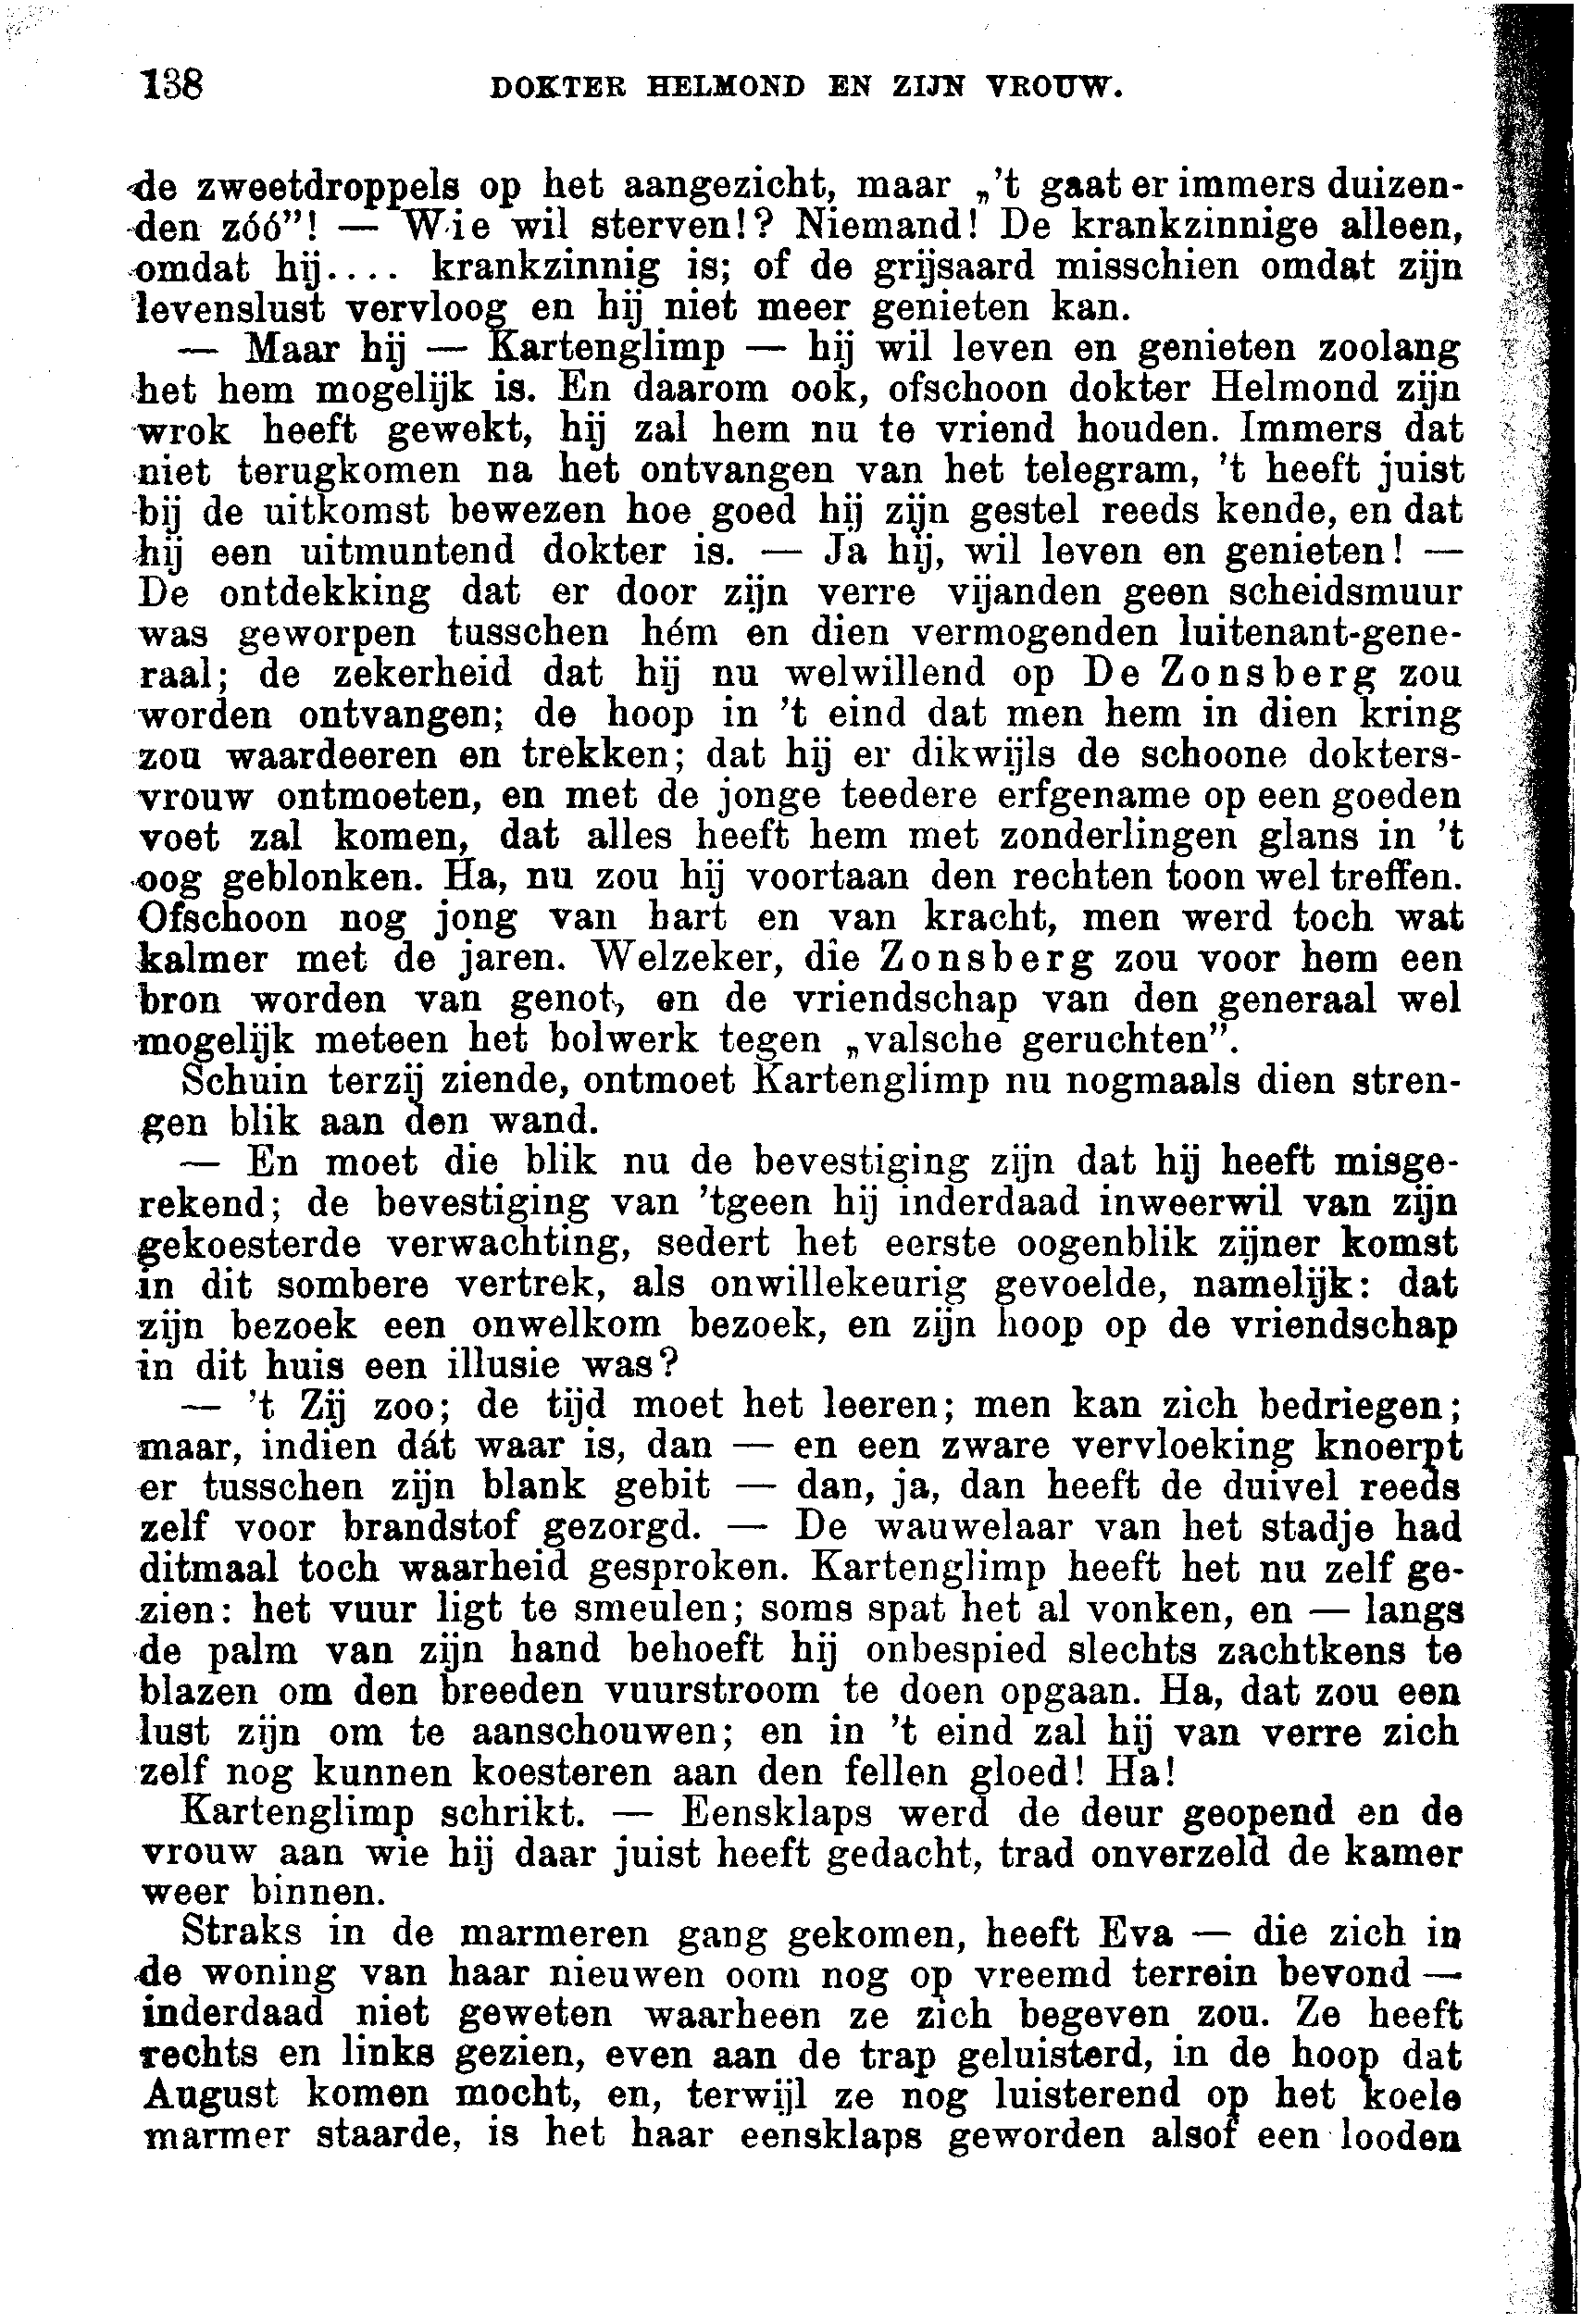 138 DOKTER HELMOND EN ZIJN VROUW.
de zweetdroppels op het aangezicht, maar „'t gaat er immers duizen-
den zóó”! — Wie wil sterven!? Niemand! De krankzinnige alleen,
omdat hij.... krankzinnig is; of de grijsaard misschien omdat zijn
levenslust vervloog en hij niet meer genieten kan.
— Maar hij — Kartenglimp — hij wil leven en genieten zoolang
het hem mogelijk is. En daarom ook, ofschoon dokter Helmond zijn
wrok heeft gewekt, hij zal hem nu te vriend houden. Immers dat
niet terugkomen na het ontvangen van het telegram, 't heeft juist
bij de uitkomst bewezen hoe goed hij zijn gestel reeds kende, en dat
hij een uitmuntend dokter is. — Ja hij, wil leven en genieten! —
De ontdekking dat er door zijn verre vijanden geen scheidsmuur
was geworpen tusschen hém en dien vermogenden luitenant-gene-
raal; de zekerheid dat hij nu welwillend op De Zonsberg zou
worden ontvangen; de hoop in 't eind dat men hem in dien kring
zou waardeeren en trekken; dat hij er dikwijls de schoone dokters-
vrouw ontmoeten, en met de jonge teedere erfgename op een goeden
voet zal komen, dat alles heeft hem met zonderlingen glans in 't
oog geblonken. Ha, nu zou hij voortaan den rechten toon wel treffen.
Ofschoon nog jong van hart en van kracht, men werd toch wat
kalmer met de jaren. Welzeker, die Zonsberg zou voor hem een
bron worden van genot, en de vriendschap van den generaal wel
mogelijk meteen het bolwerk tegen „valsche geruchten”.
Schuin terzij ziende, ontmoet Kartenglimp nu nogmaals dien stren-
gen blik aan den wand.
— En moet die blik nu de bevestiging zijn dat hij heeft misge-
rekend; de bevestiging van 'tgeen hij inderdaad inweerwil van zijn
gekoesterde verwachting, sedert het eerste oogenblik zijner komst
in dit sombere vertrek, als onwillekeurig gevoelde, namelijk: dat
zijn bezoek een onwelkom bezoek, en zijn hoop op de vriendschap
in dit huis een illusie was?
— 't Zij zoo; de tijd moet het leeren; men kan zich bedriegen;
maar, indien dát waar is, dan — en een zware vervloeking knoerpt
er tusschen zijn blank gebit — dan, ja, dan heeft de duivel reeds
zelf voor brandstof gezorgd. — De wauwelaar van het stadje had
ditmaal toch waarheid gesproken. Kartenglimp heeft het nu zelf ge-
zien: het vuur ligt te smeulen; soms spat het al vonken, en — langs
de palm van zijn hand behoeft hij onbespied slechts zachtkens te
blazen om den breeden vuurstroom te doen opgaan. Ha, dat zou een
lust zijn om te aanschouwen; en in 't eind zal hij van verre zich
zelf nog kunnen koesteren aan den fellen gloed! Ha!
Kartenglimp schrikt. — Eensklaps werd de deur geopend en de
vrouw aan wie hij daar juist heeft gedacht, trad onverzeld de kamer
weer binnen.
Straks in de marmeren gang gekomen, heeft Eva — die zich in
de woning van haar nieuwen oom nog op vreemd terrein bevond —
inderdaad niet geweten waarheen ze zich begeven zou. Ze heeft
rechts en links gezien, even aan de trap geluisterd, in de hoop dat
August komen mocht, en, terwijl ze nog luisterend op het koele
marmer staarde, is het haar eensklaps geworden alsof een looden